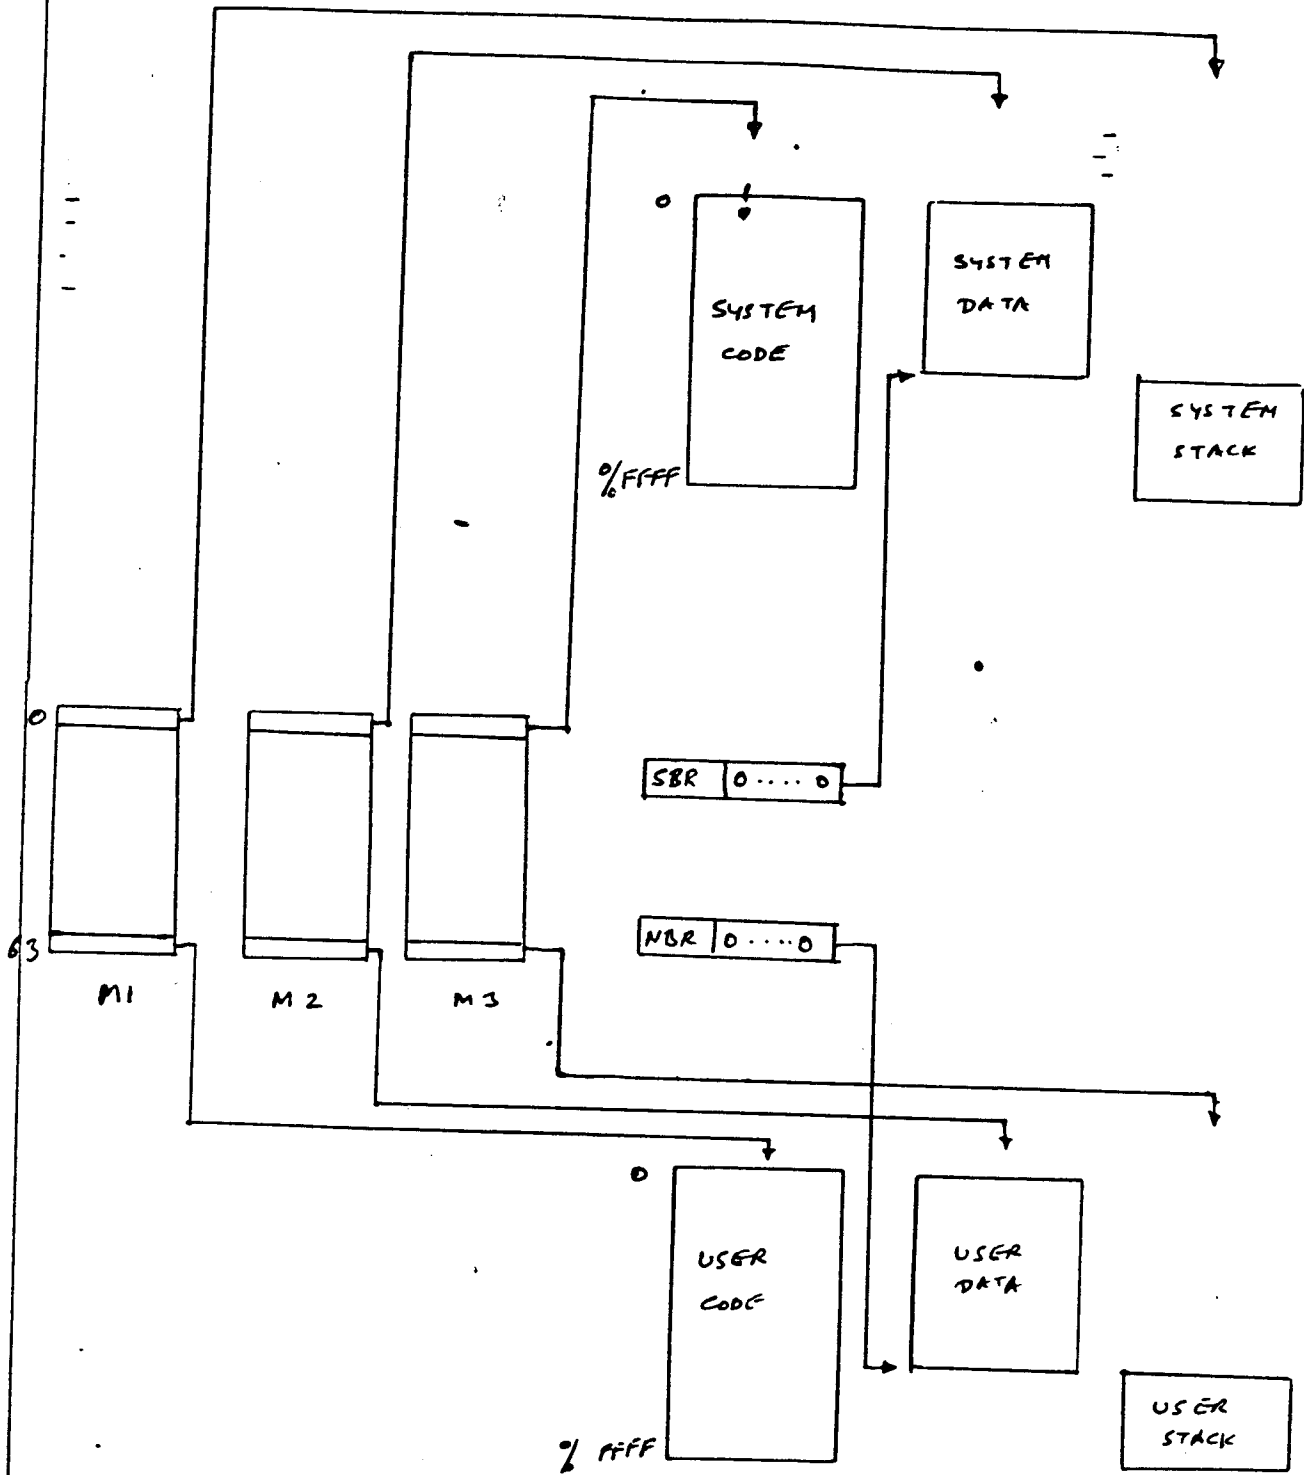 0
SYSTEM
CODE
%FFFF
SYSTEM
DATA
SYSTEM
STACK
0
63
M1
M2
M3
SBR 0 .... 0
NBR 0 .... 0
0
USER
CODE
% FFFF
USER
DATA
USER
STACK